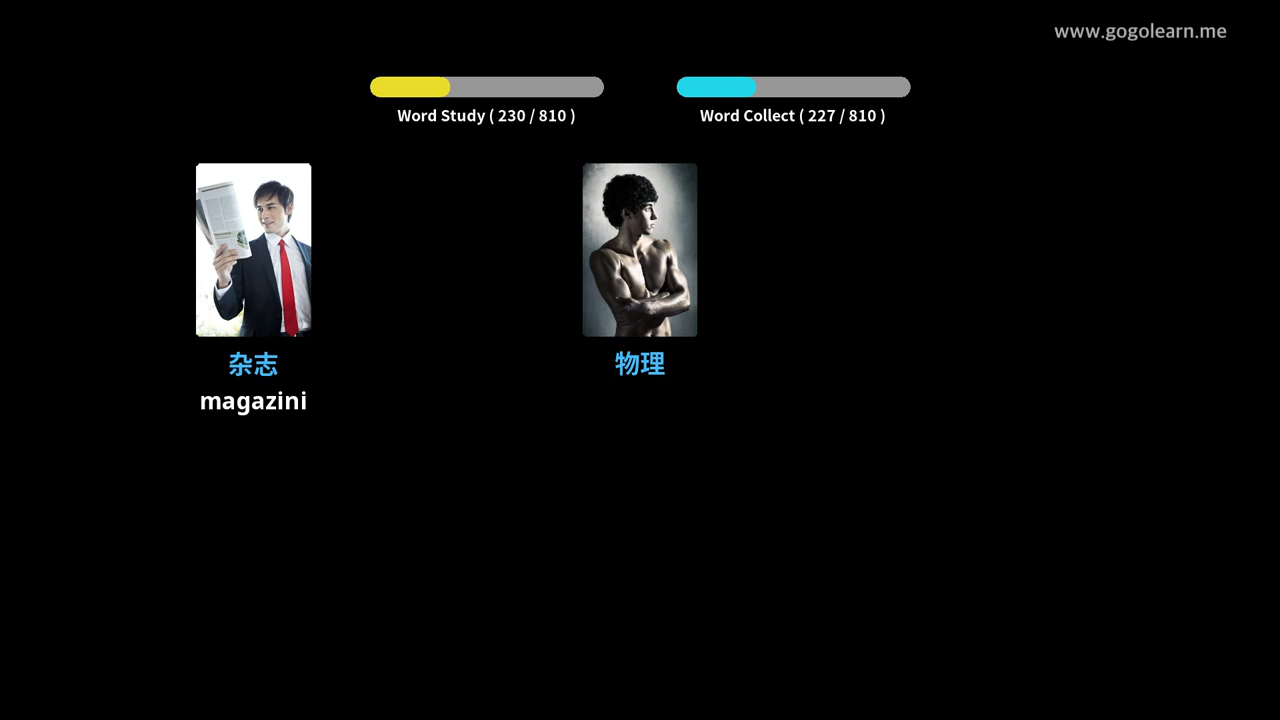 www.gogolearn.me
Word Study ( 230 / 810 )
Word Collect ( 227 / 810 )
杂志
物理
magazini